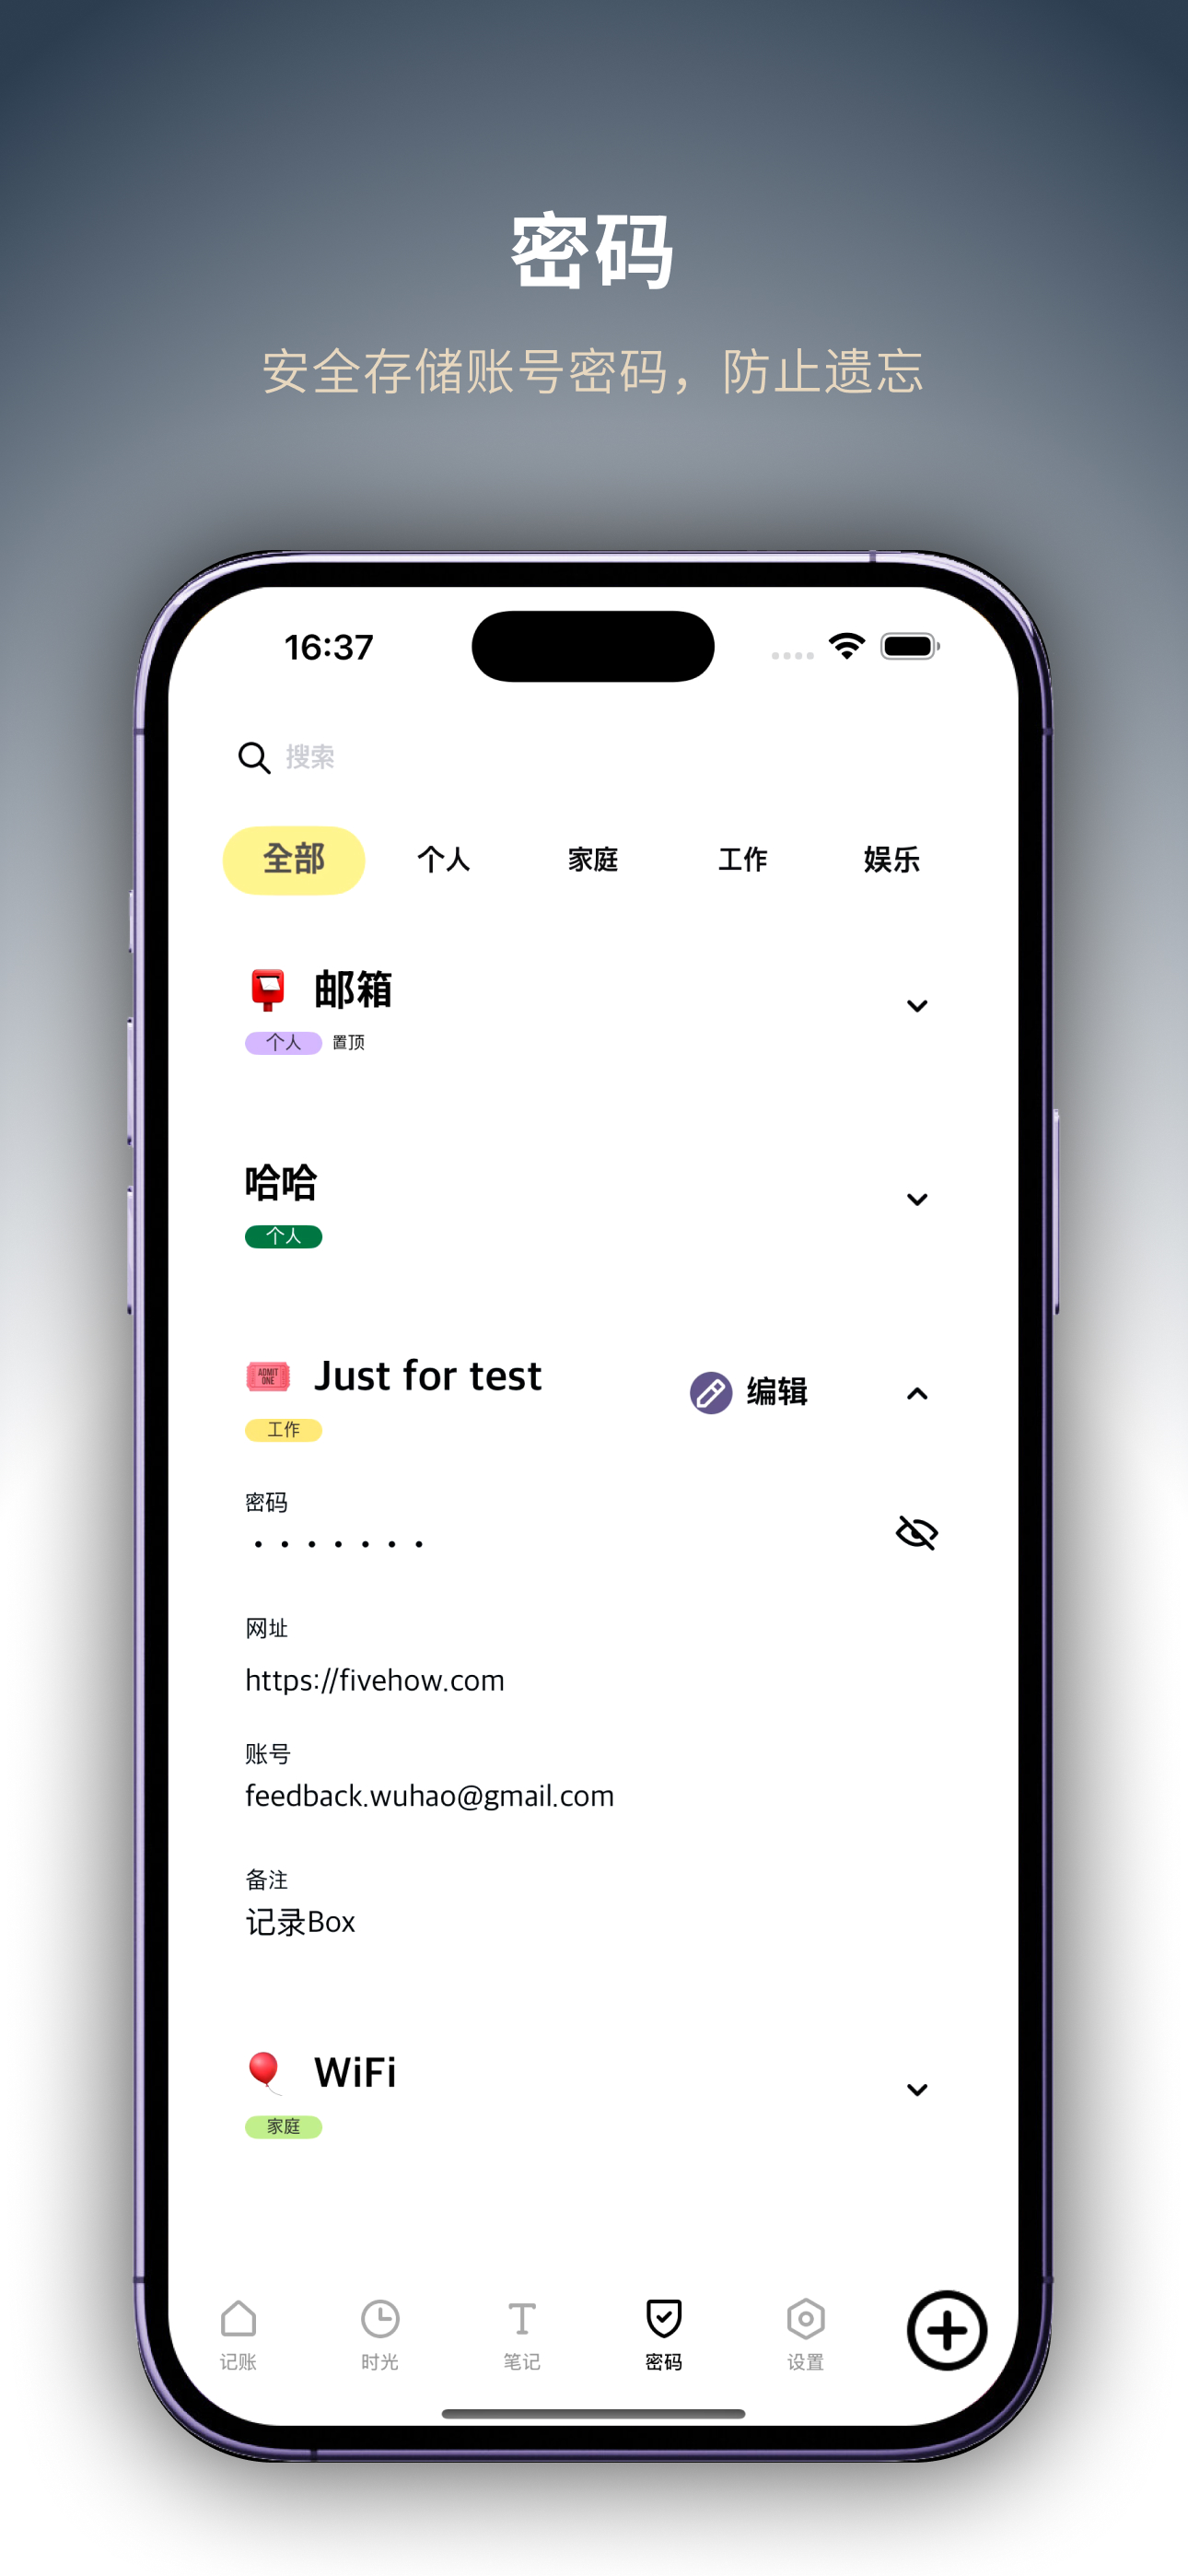 密码
安全存储账号密码，防止遗忘
16:37
搜索
全部 个人 家庭 工作 娱乐
邮箱
个人 置顶
哈哈
个人
ADMIT ONE Just for test 编辑
工作
密码
·······
网址
https://fivehow.com
账号
feedback.wuhao@gmail.com
备注
记录Box
WiFi
家庭
记账 时光 笔记 密码 设置